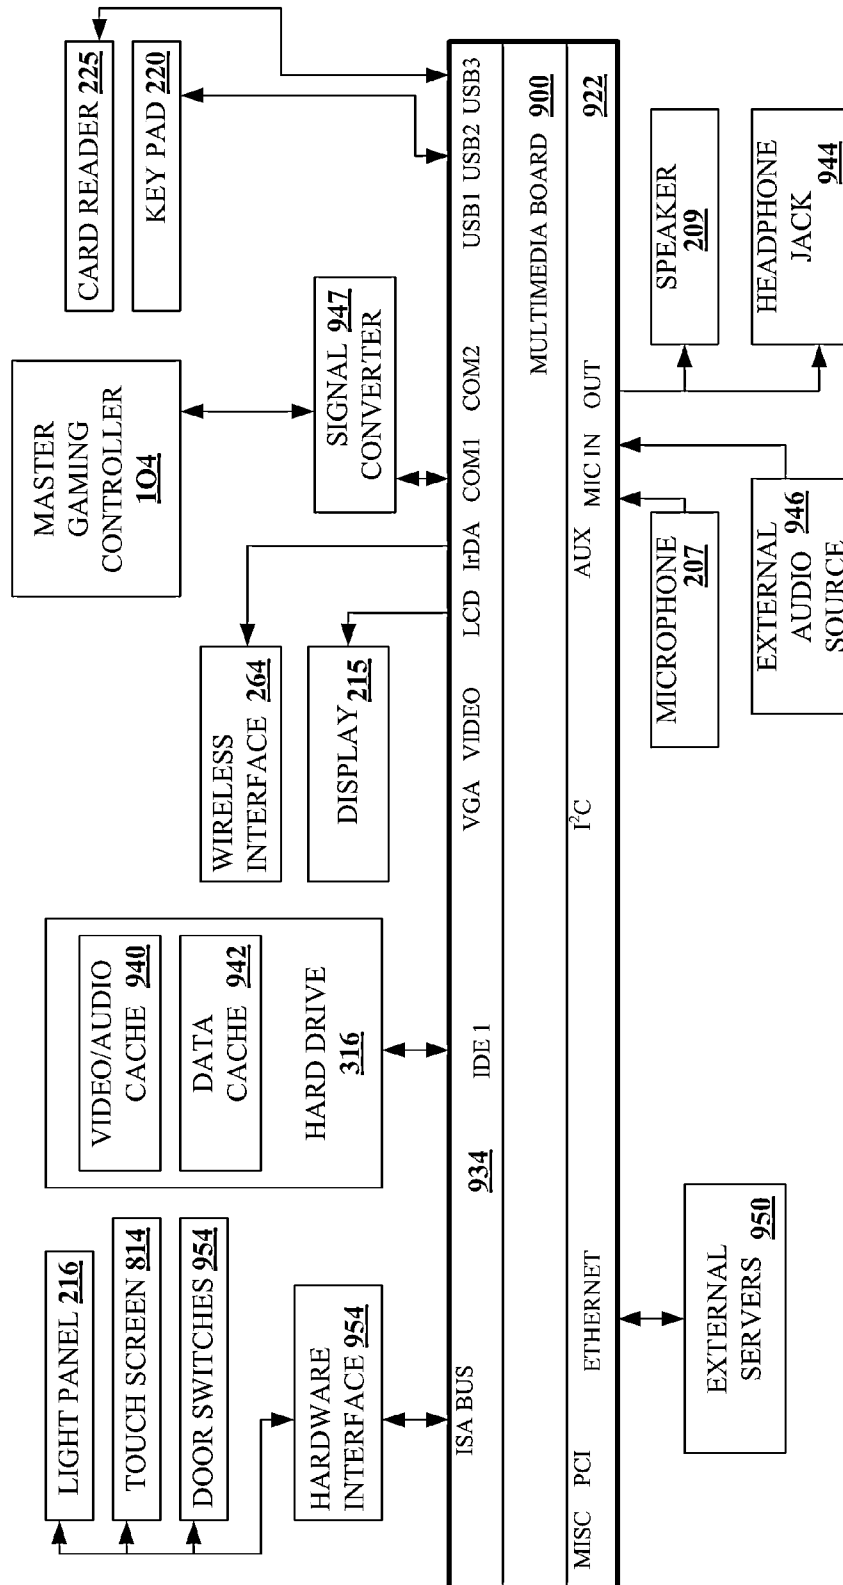 LIGHT PANEL 216
TOUCH SCREEN 814
DOOR SWITCHES 954
HARDWARE
INTERFACE 954
VIDEO/AUDIO
CACHE 940
DATA
CACHE 942
HARD DRIVE
316
WIRELESS
INTERFACE 264
DISPLAY 215
MASTER
GAMING
CONTROLLER
104
SIGNAL 947
CONVERTER
CARD READER 225
KEY PAD 220
ISA BUS
934
IDE 1
VGA
VIDEO
LCD
IrDA
COM1
COM2
USB1
USB2
USB3
MULTIMEDIA BOARD 900
MISC
PCI
ETHERNET
I²C
AUX
MIC IN
OUT
922
EXTERNAL
SERVERS 950
MICROPHONE
207
SPEAKER
209
EXTERNAL
AUDIO 946
SOURCE
HEADPHONE
JACK 944